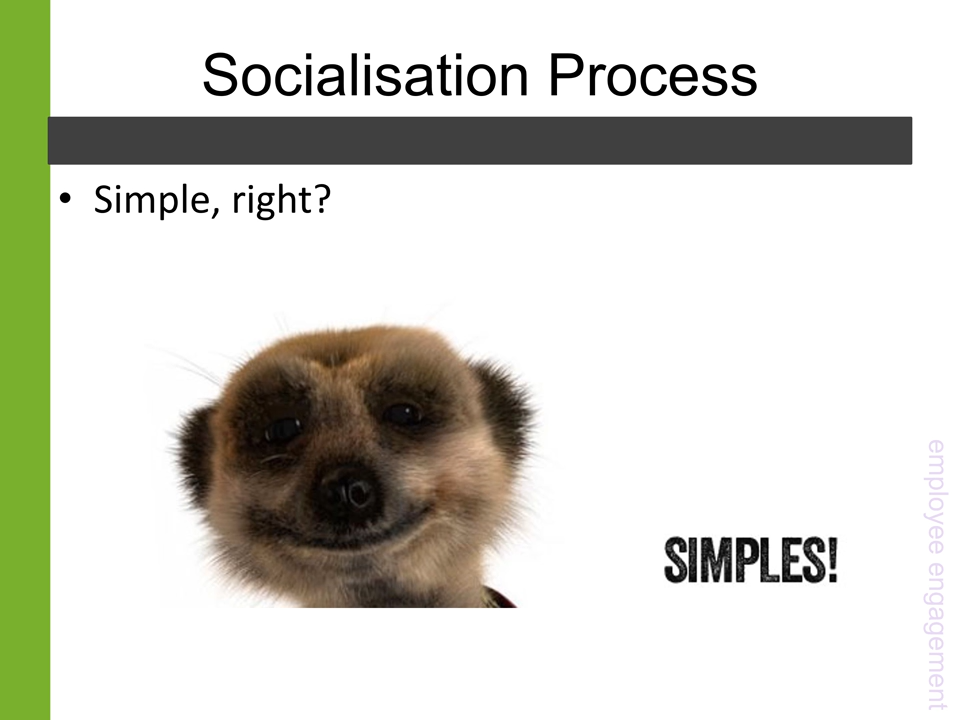 Socialisation Process
• Simple, right?
SIMPLES!
employee engagement